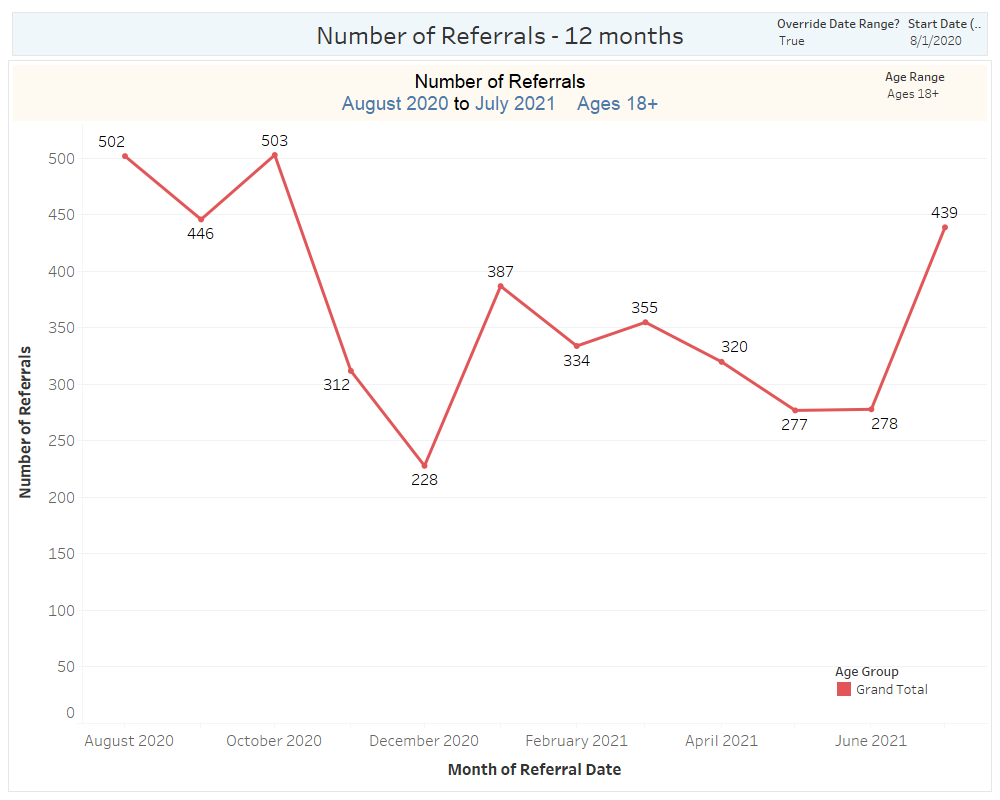 Number of Referrals - 12 months
Override Date Range? Start Date (..
True 8/1/2020
Number of Referrals
August 2020 to July 2021 Ages 18+
Age Range
Ages 18+
502
503
500
446
450
439
400
387
350
355
334
320
312
300
277
278
250
228
200
150
100
50
0
Number of Referrals
Age Group
Grand Total
August 2020 October 2020 December 2020 February 2021 April 2021 June 2021
Month of Referral Date